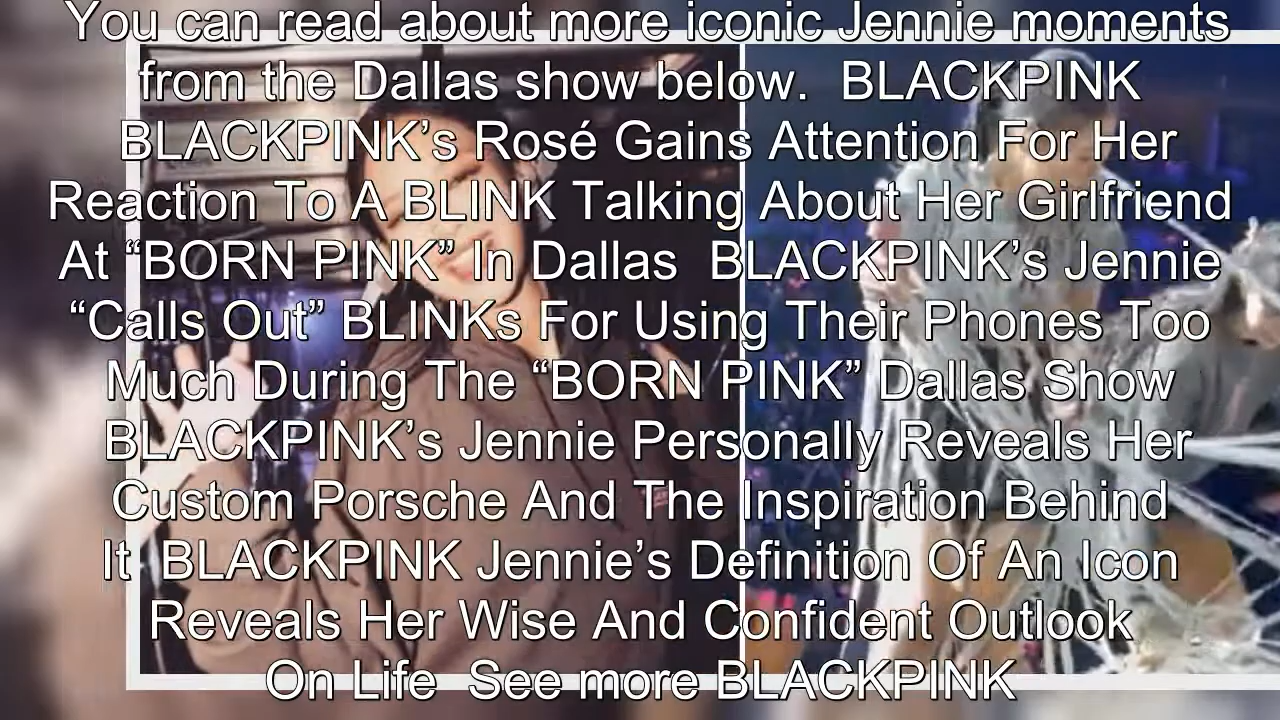 You can read about more iconic Jennie moments
from the Dallas show below.  BLACKPINK
BLACKPINK’s Rosé Gains Attention For Her
Reaction To A BLINK Talking About Her Girlfriend
At “BORN PINK” In Dallas  BLACKPINK’s Jennie
“Calls Out” BLINKs For Using Their Phones Too
Much During The “BORN PINK” Dallas Show
BLACKPINK’s Jennie Personally Reveals Her
Custom Porsche And The Inspiration Behind
It  BLACKPINK Jennie’s Definition Of An Icon
Reveals Her Wise And Confident Outlook
On Life  See more BLACKPINK